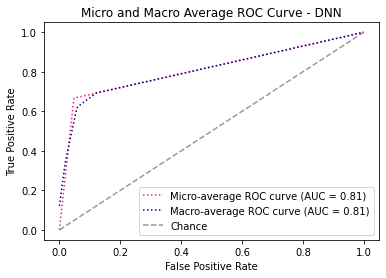 Micro and Macro Average ROC Curve - DNN
True Positive Rate
1.0
0.8
0.6
0.4
0.2
0.0
Micro-average ROC curve (AUC = 0.81)
Macro-average ROC curve (AUC = 0.81)
Chance
0.0 0.2 0.4 0.6 0.8 1.0
False Positive Rate